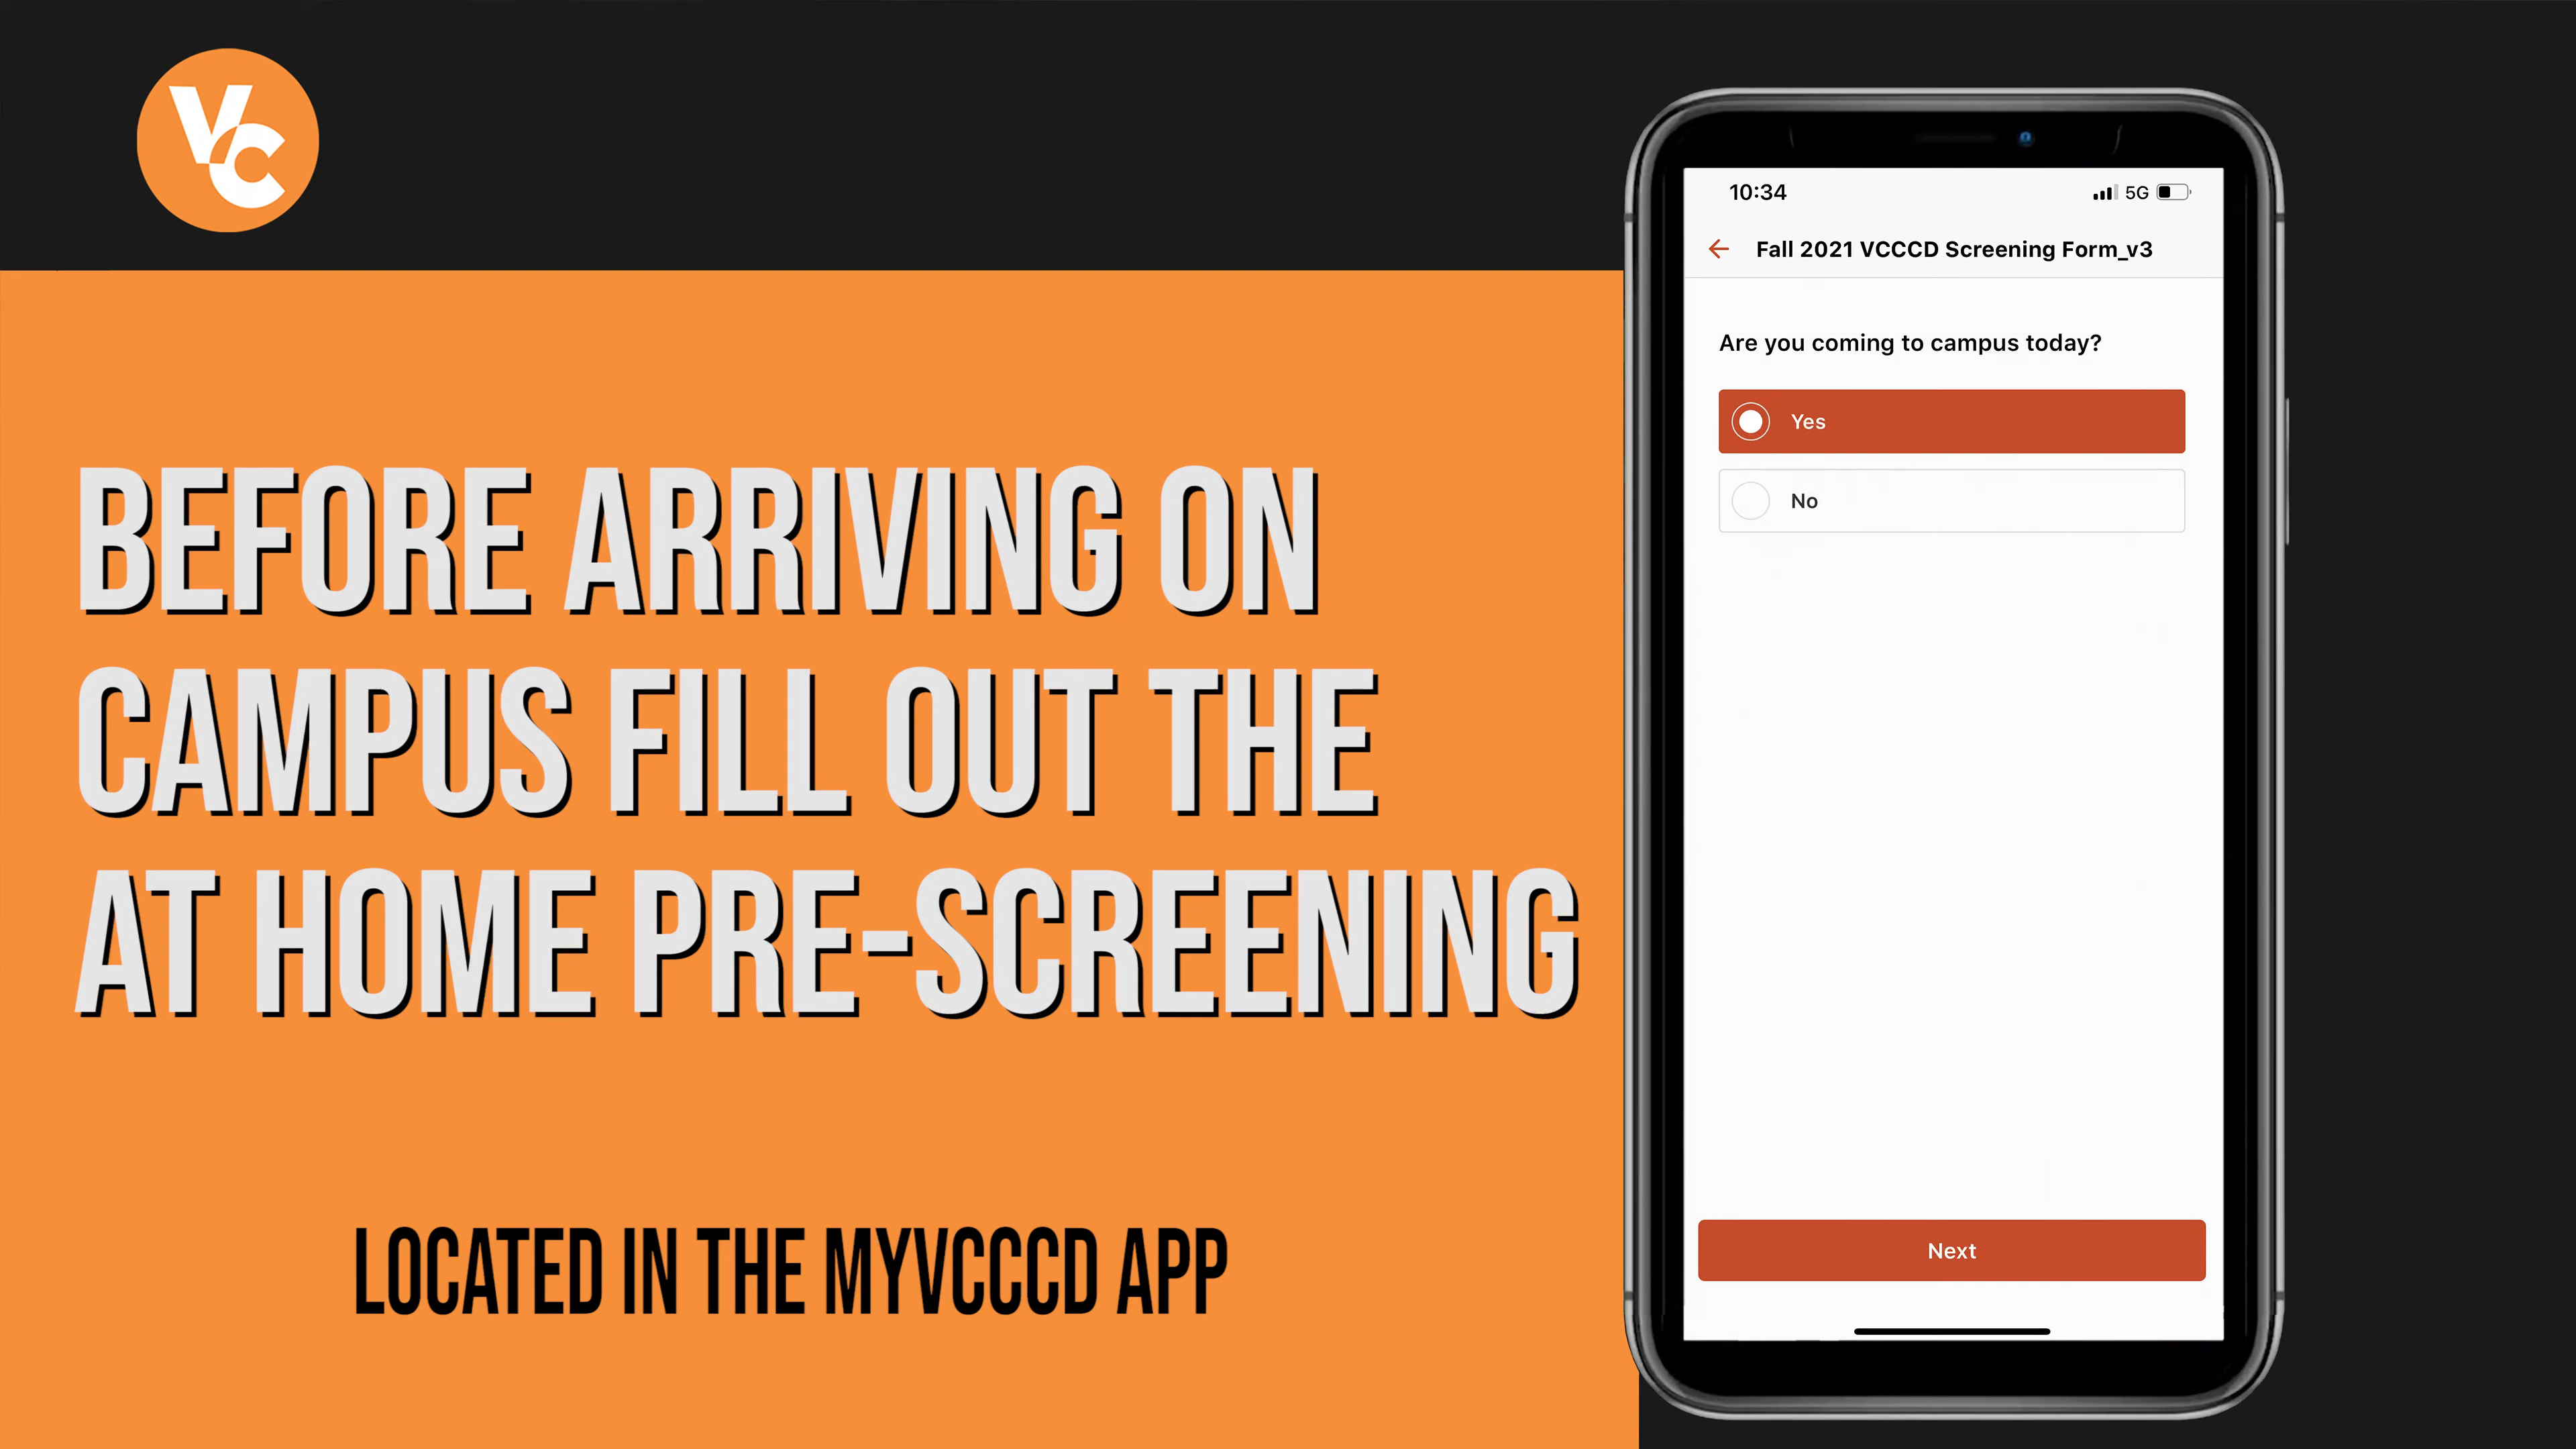 VC
BEFORE ARRIVING ON
CAMPUS FILL OUT THE
AT HOME PRE-SCREENING
LOCATED IN THE MYVCCCD APP
10:34
5G
Fall 2021 VCCCD Screening Form_v3
Are you coming to campus today?
Yes
No
Next